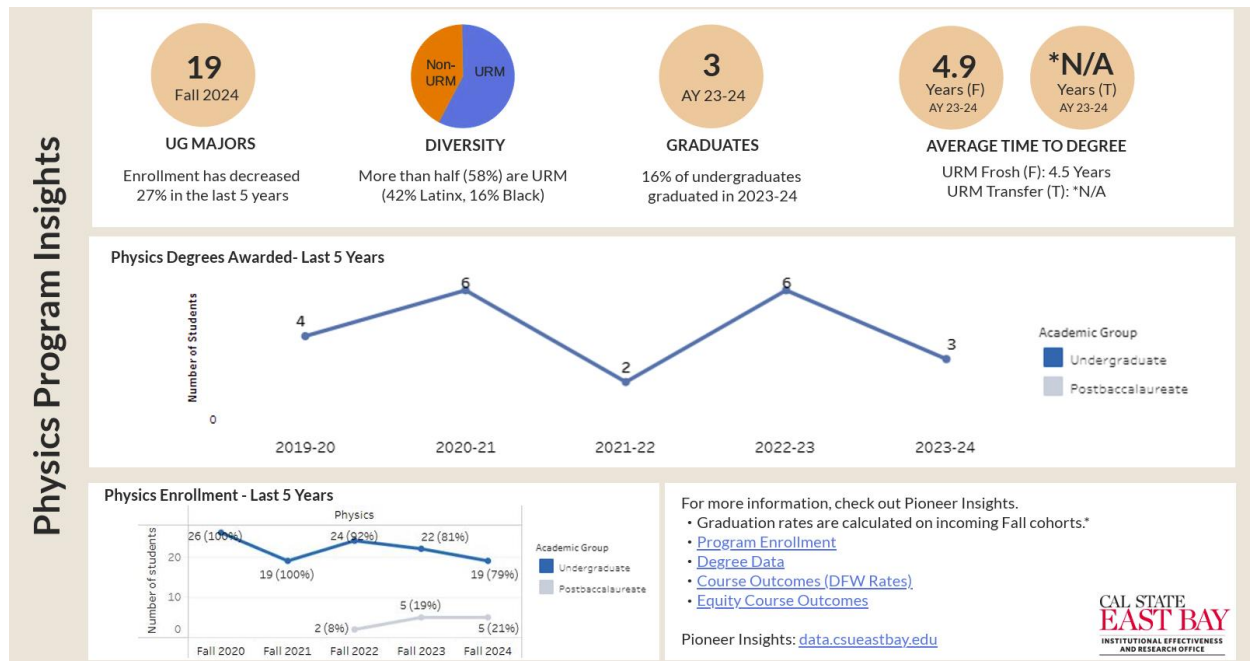 Physics Program Insights
19
Fall 2024
UG MAJORS
Enrollment has decreased
27% in the last 5 years
Non-
URM
URM
DIVERSITY
More than half (58%) are URM
(42% Latinx, 16% Black)
3
AY 23-24
GRADUATES
16% of undergraduates
graduated in 2023-24
4.9
Years (F)
AY 23-24
*N/A
Years (T)
AY 23-24
AVERAGE TIME TO DEGREE
URM Frosh (F): 4.5 Years
URM Transfer (T): *N/A
Physics Degrees Awarded- Last 5 Years
Number of Students
4
6
2
6
3
0
2019-20
2020-21
2021-22
2022-23
2023-24
Academic Group
Undergraduate
Postbaccalaureate
Physics Enrollment - Last 5 Years
Physics
Number of students
20
10
0
26 (100%)
19 (100%)
24 (92%)
22 (81%)
19 (79%)
2 (8%)
5 (19%)
5 (21%)
Fall 2020
Fall 2021
Fall 2022
Fall 2023
Fall 2024
Academic Group
Undergraduate
Postbaccalaureate
For more information, check out Pioneer Insights.
• Graduation rates are calculated on incoming Fall cohorts.*
• Program Enrollment
• Degree Data
• Course Outcomes (DFW Rates)
• Equity Course Outcomes
Pioneer Insights: data.csueastbay.edu
CAL STATE
EAST BAY
INSTITUTIONAL EFFECTIVENESS
AND RESEARCH OFFICE